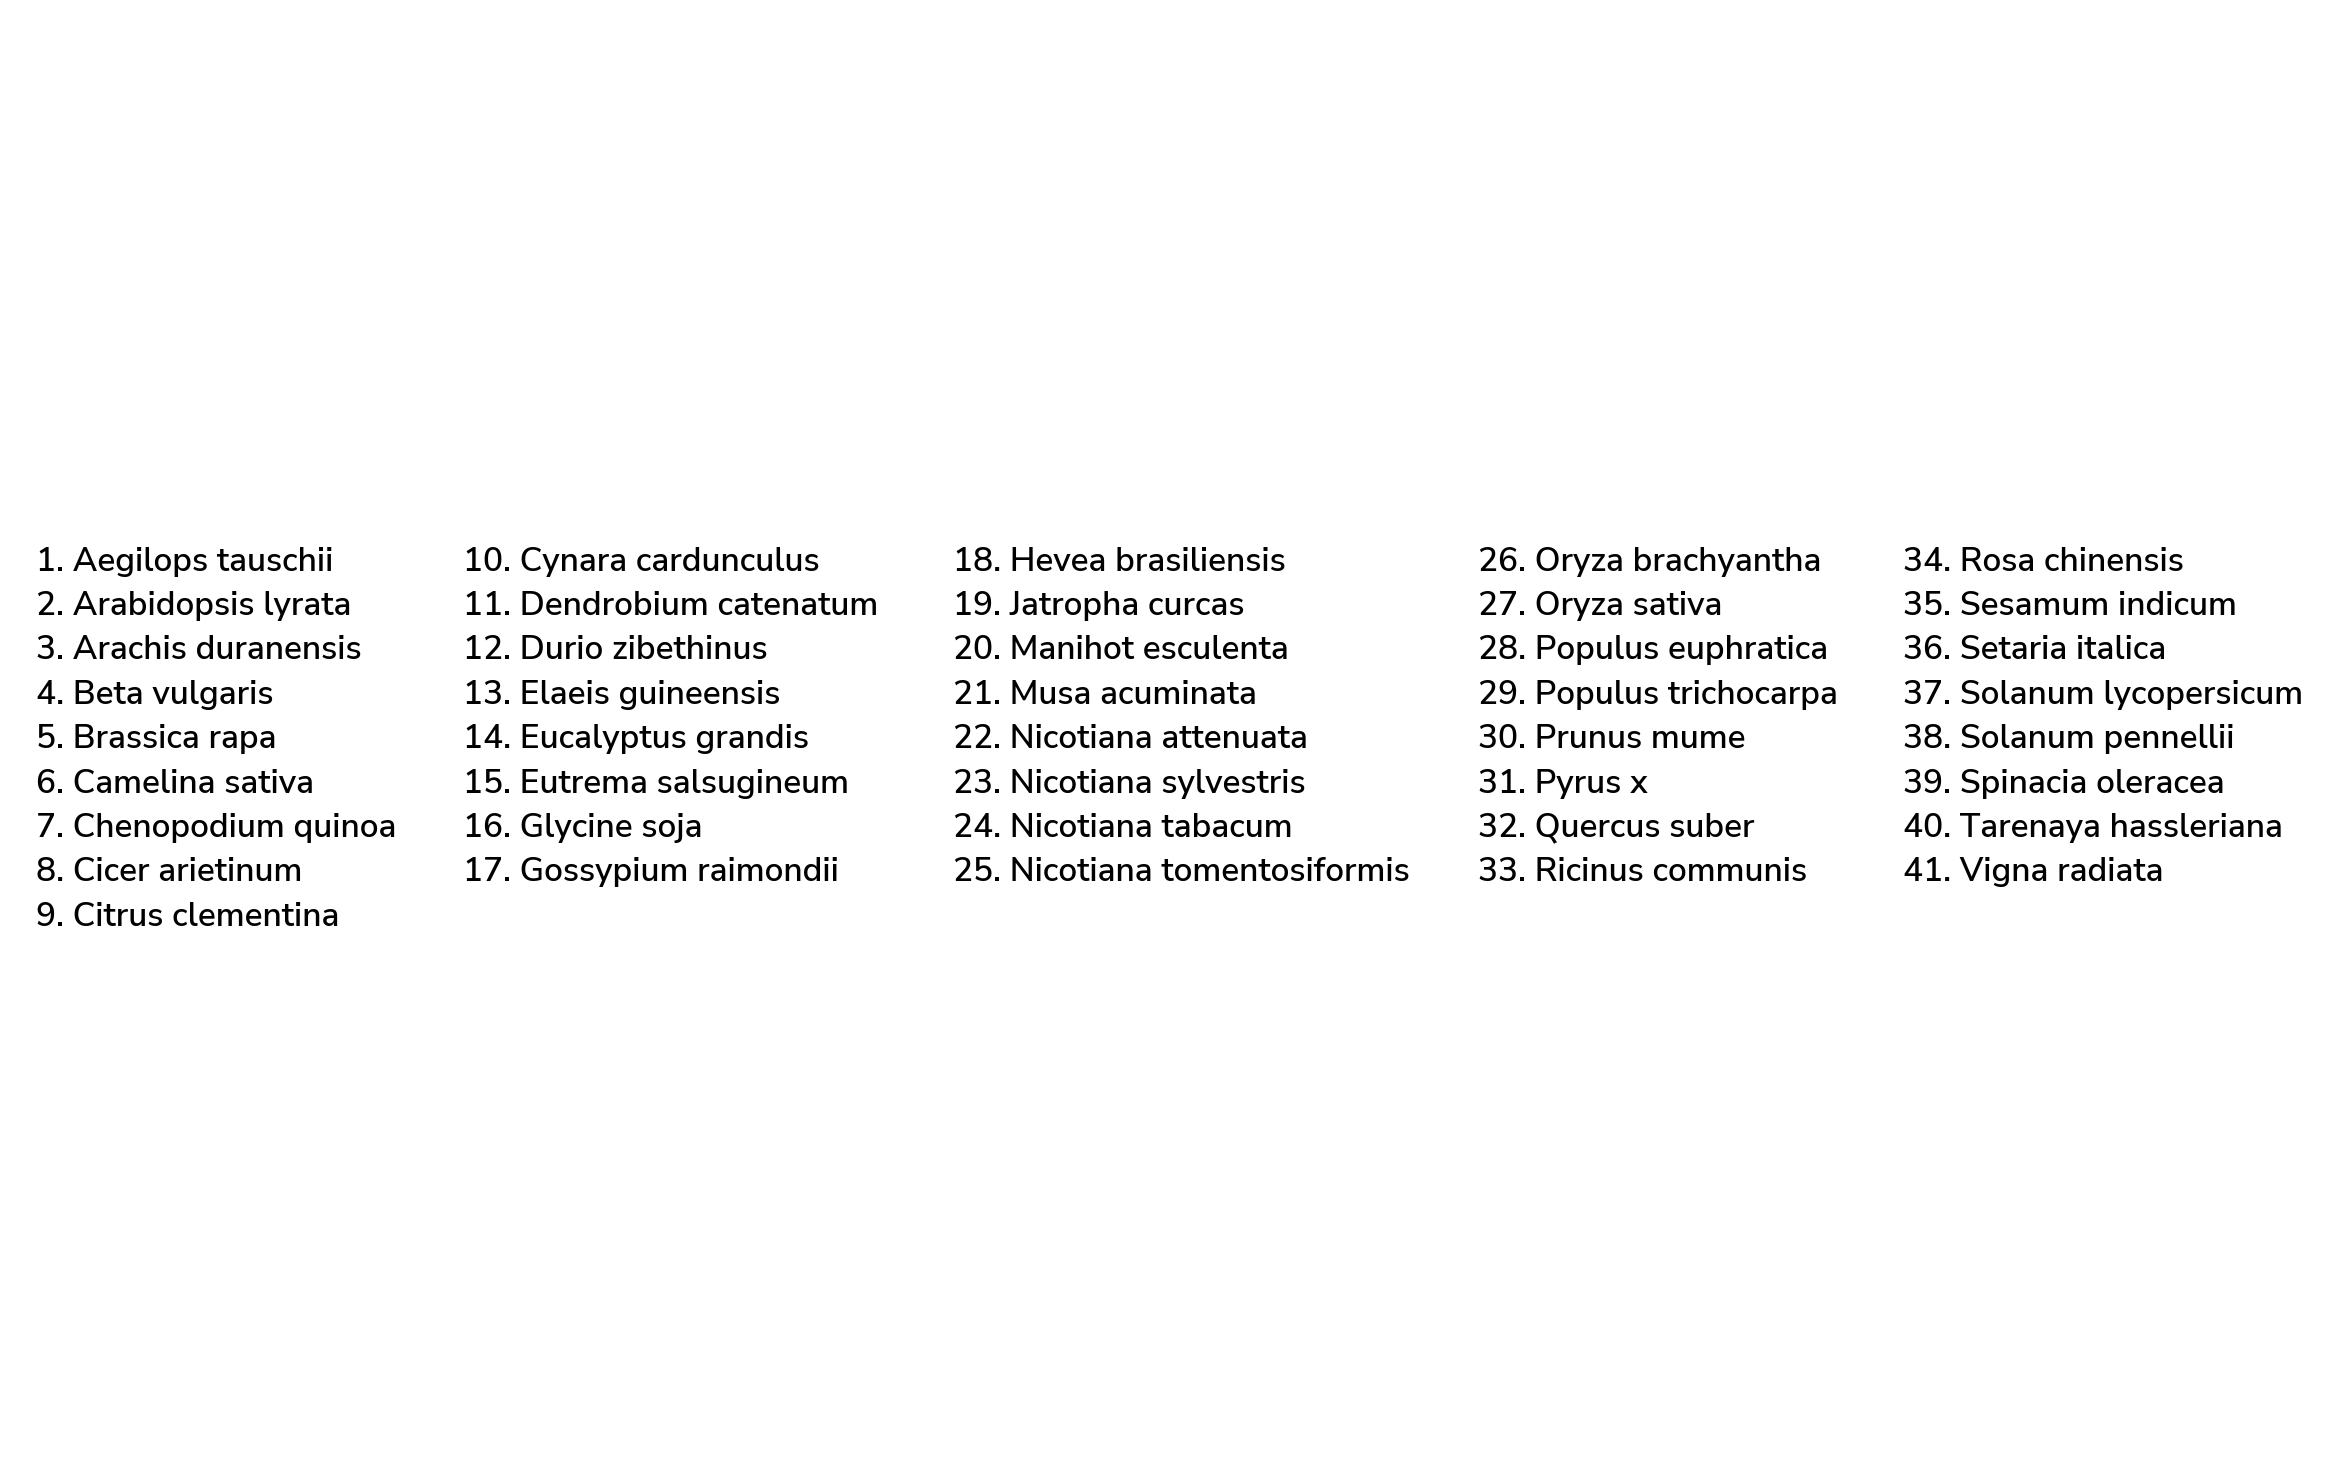 1. Aegilops tauschii
2. Arabidopsis lyrata
3. Arachis duranensis
4. Beta vulgaris
5. Brassica rapa
6. Camelina sativa
7. Chenopodium quinoa
8. Cicer arietinum
9. Citrus clementina
10. Cynara cardunculus
11. Dendrobium catenatum
12. Durio zibethinus
13. Elaeis guineensis
14. Eucalyptus grandis
15. Eutrema salsugineum
16. Glycine soja
17. Gossypium raimondii
18. Hevea brasiliensis
19. Jatropha curcas
20. Manihot esculenta
21. Musa acuminata
22. Nicotiana attenuata
23. Nicotiana sylvestris
24. Nicotiana tabacum
25. Nicotiana tomentosiformis
26. Oryza brachyantha
27. Oryza sativa
28. Populus euphratica
29. Populus trichocarpa
30. Prunus mume
31. Pyrus x
32. Quercus suber
33. Ricinus communis
34. Rosa chinensis
35. Sesamum indicum
36. Setaria italica
37. Solanum lycopersicum
38. Solanum pennellii
39. Spinacia oleracea
40. Tarenaya hassleriana
41. Vigna radiata